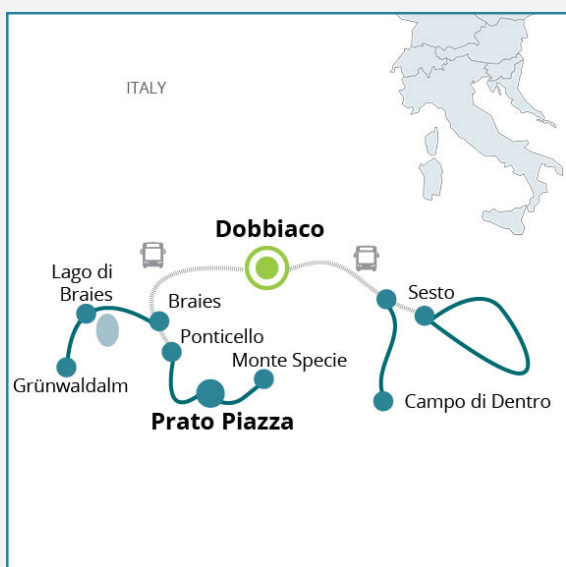 ITALY
Dobbiaco
Lago di
Braies
Braies
Sesto
Ponticello
Monte Specie
Grünwaldalm
Campo di Dentro
Prato Piazza